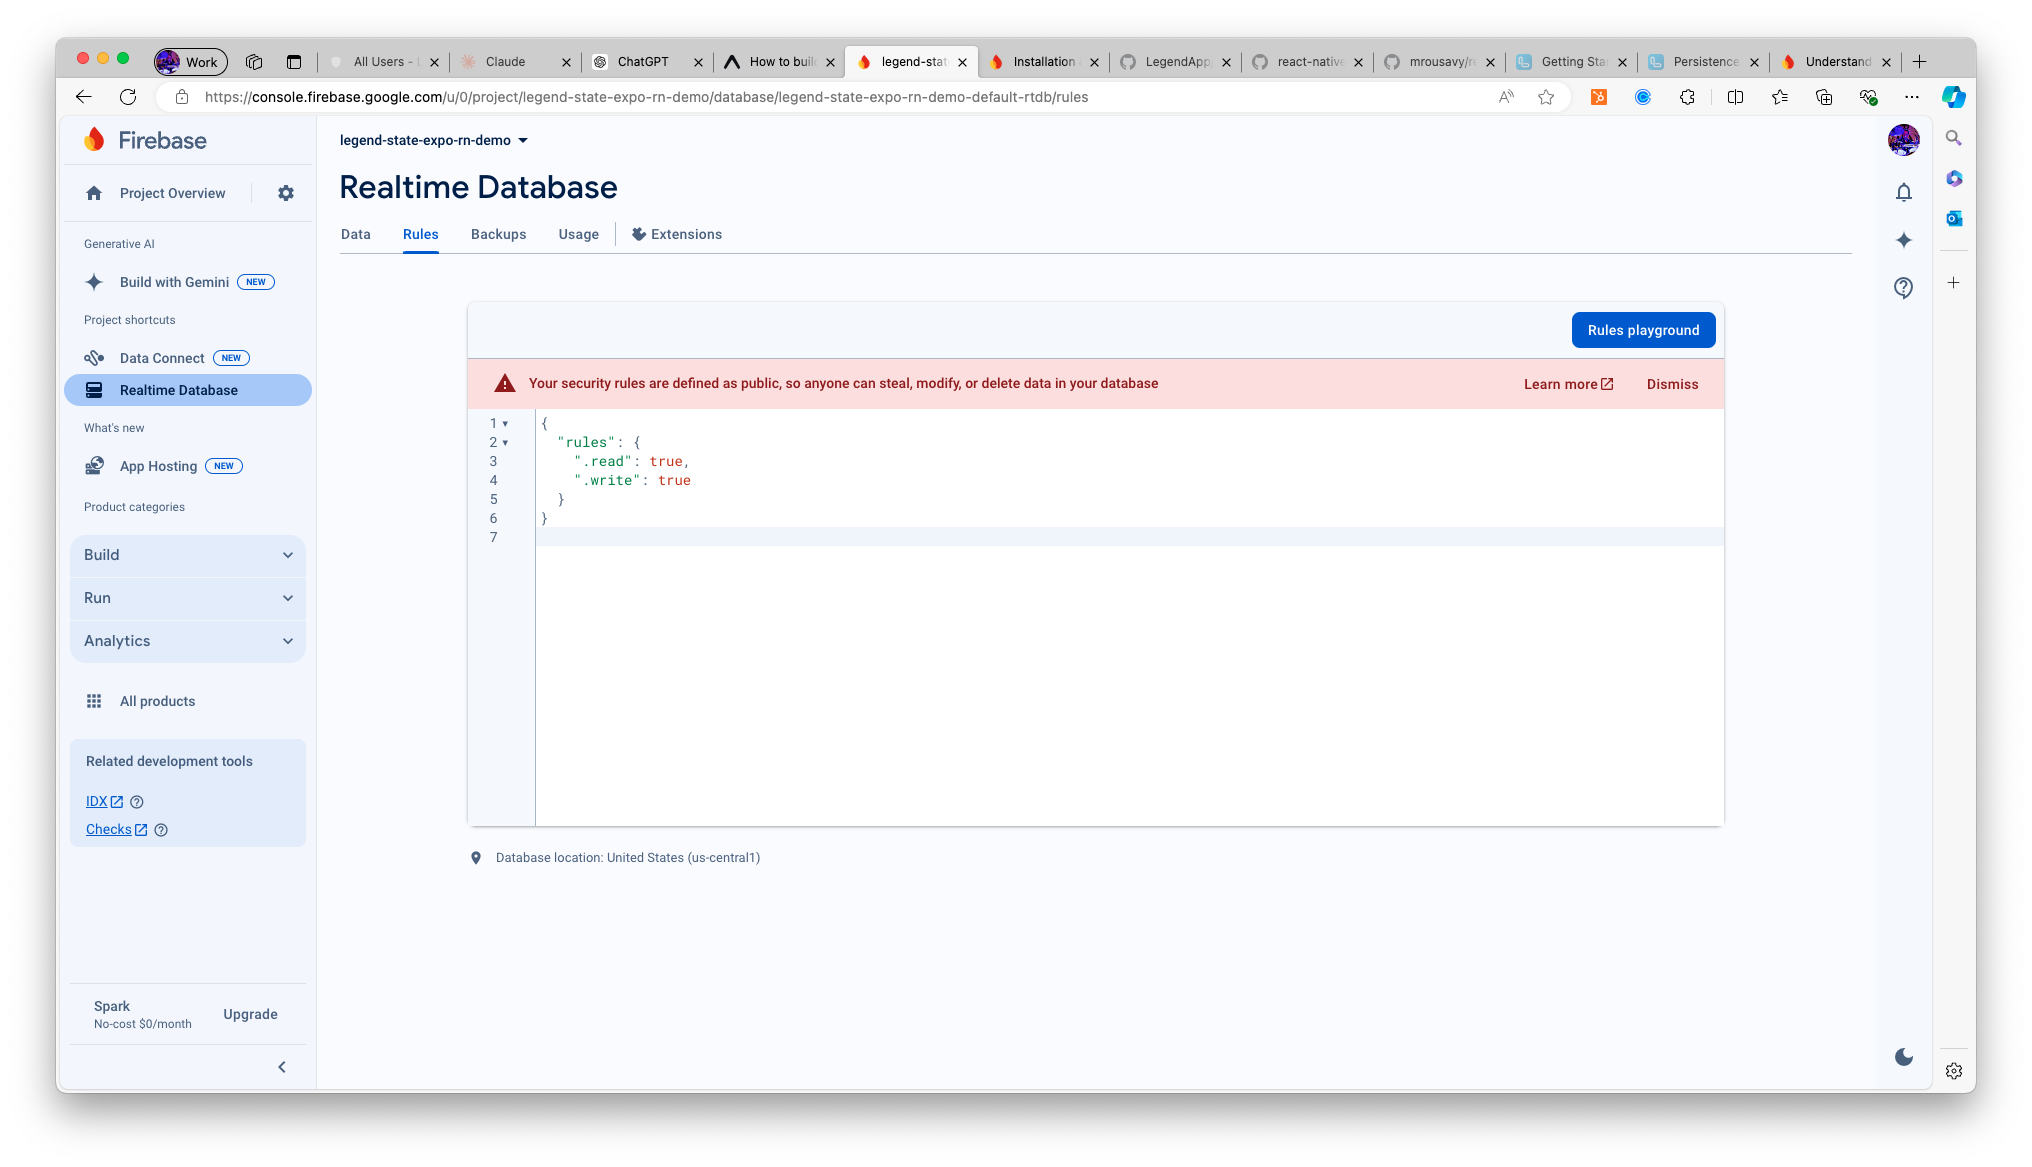 Work
All Users - L
Claude
ChatGPT
How to buil
legend-stat
Installation
LegendApp
react-native
mrousavy/r
Getting Sta
Persistence
Understand
https://console.firebase.google.com/u/0/project/legend-state-expo-rn-demo/database/legend-state-expo-rn-demo-default-rtdb/rules
Firebase
Project Overview
Generative AI
Build with Gemini NEW
Project shortcuts
Data Connect NEW
Realtime Database
What's new
App Hosting NEW
Product categories
Build
Run
Analytics
All products
Related development tools
IDX
Checks
Spark
No-cost $0/month
Upgrade
legend-state-expo-rn-demo
Realtime Database
Data Rules Backups Usage Extensions
Rules playground
Your security rules are defined as public, so anyone can steal, modify, or delete data in your database
Learn more Dismiss
1 {
2 "rules": {
3 ".read": true,
4 ".write": true
5 }
6 }
7
Database location: United States (us-central1)